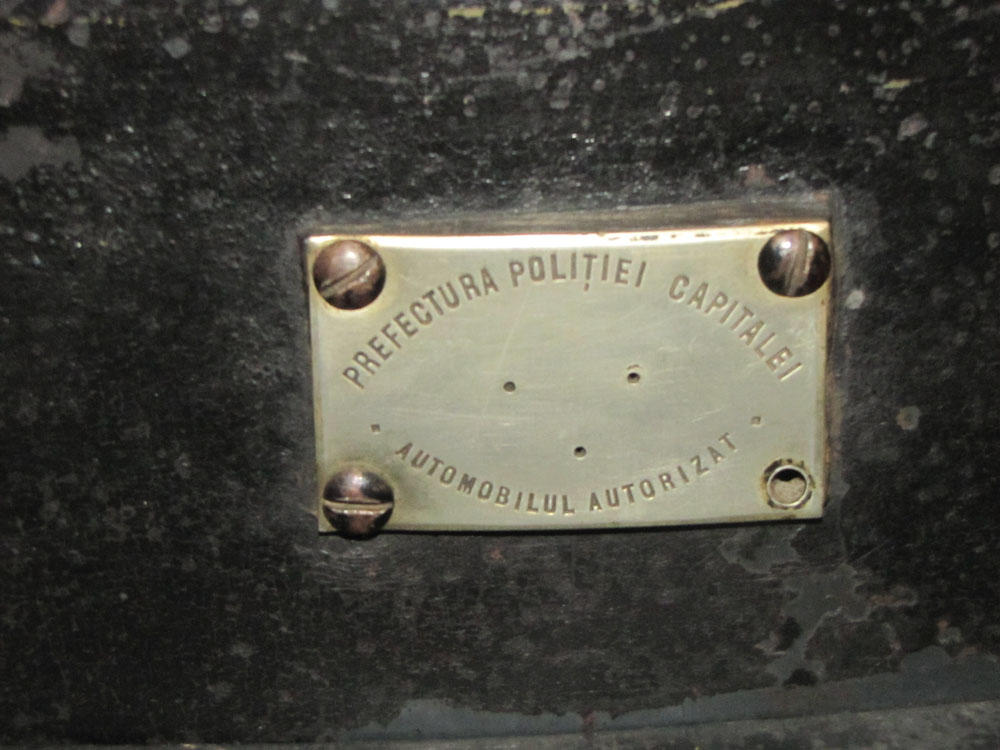 PREFECTURA POLIȚIEI CAPITALEI
AUTOMOBILUL AUTORIZAT